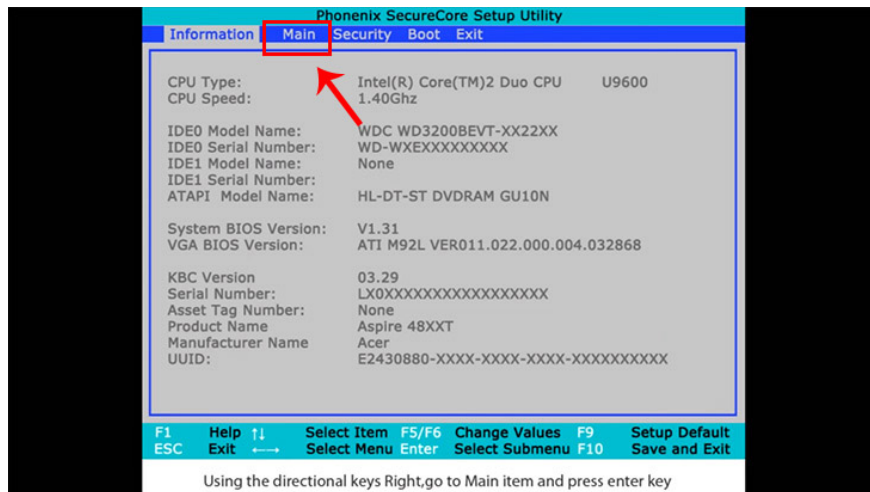 Phonenix SecureCore Setup Utility
Information Main Security Boot Exit
CPU Type: Intel(R) Core(TM)2 Duo CPU U9600
CPU Speed: 1.40Ghz
IDE0 Model Name: WDC WD3200BEVT-XX22XX
IDE0 Serial Number: WD-WXEXXXXXXXXX
IDE1 Model Name: None
IDE1 Serial Number:
ATAPI Model Name: HL-DT-ST DVDRAM GU10N
System BIOS Version: V1.31
VGA BIOS Version: ATI M92L VER011.022.000.004.032868
KBC Version 03.29
Serial Number: LX0XXXXXXXXXXXXXXXXXX
Asset Tag Number: None
Product Name Aspire 48XXT
Manufacturer Name Acer
UUID: E2430880-XXXX-XXXX-XXXX-XXXXXXXXXX
F1 Help ↑↓ Select Item F5/F6 Change Values F9 Setup Default
ESC Exit ←→ Select Menu Enter Select Submenu F10 Save and Exit
Using the directional keys Right,go to Main item and press enter key